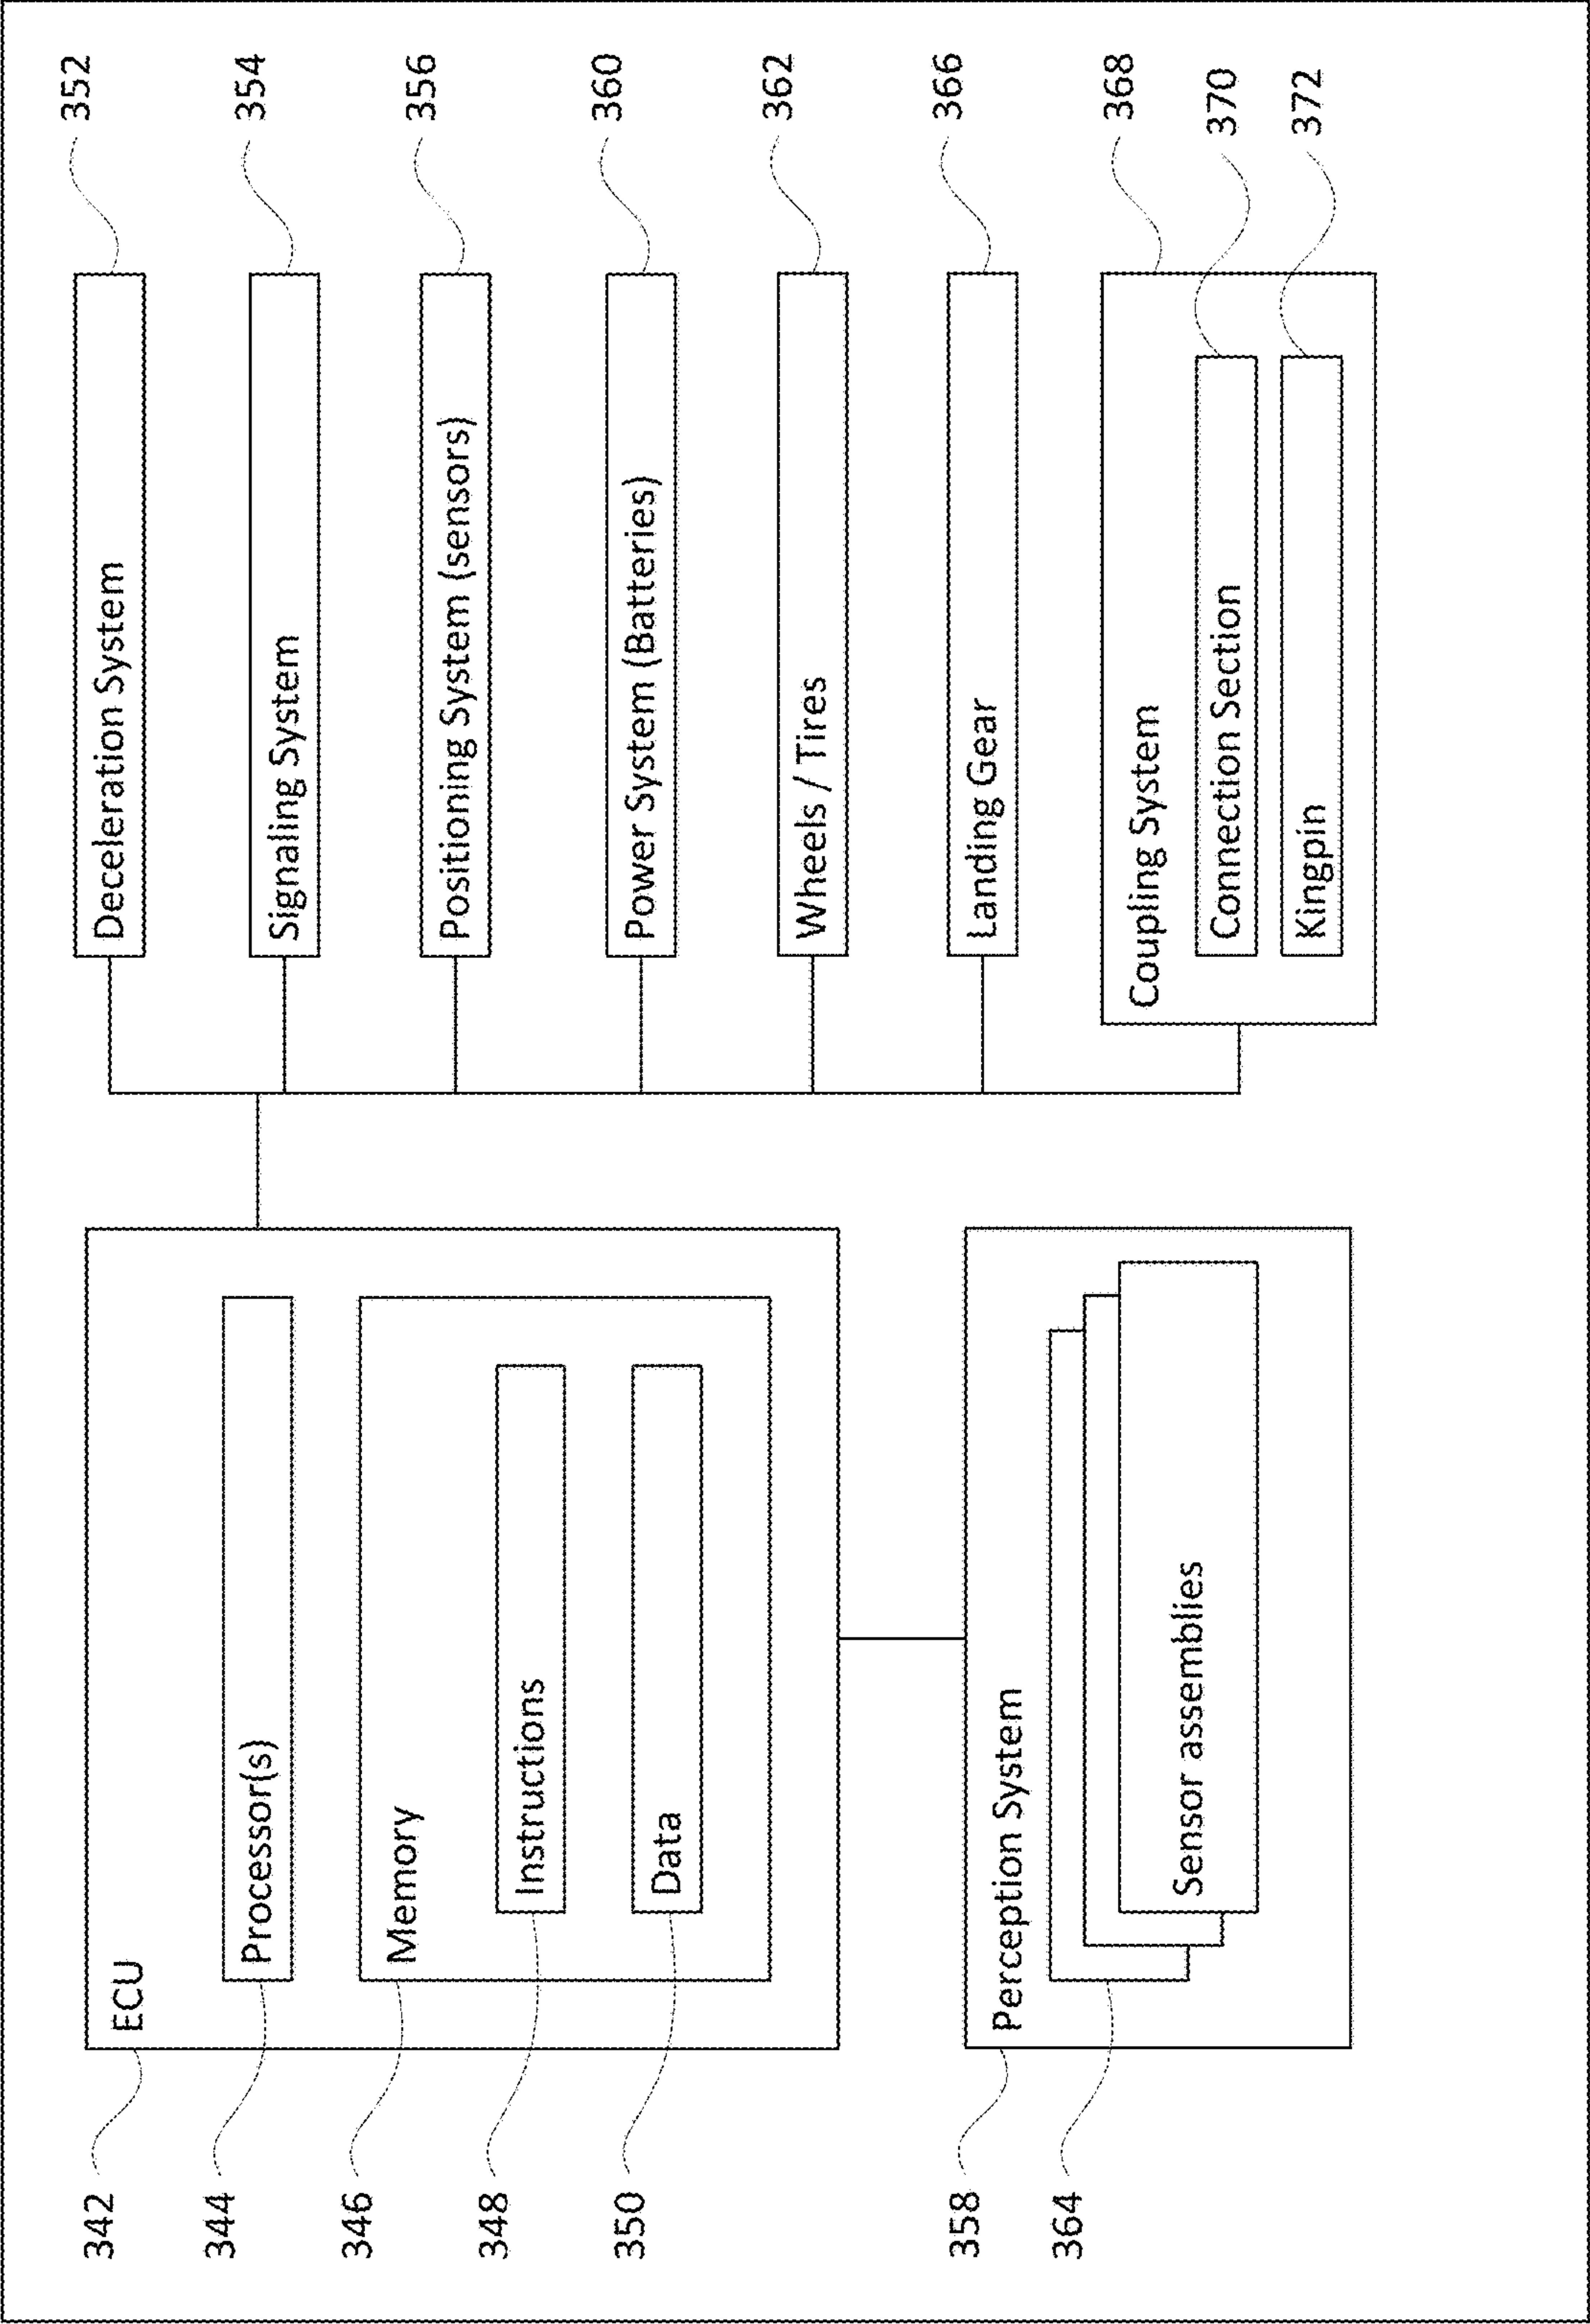 342
ECU
344
Processor(s)
346
Memory
348
Instructions
350
Data
358
Perception System
364
Sensor assemblies
Deceleration System
352
Signaling System
354
Positioning System (sensors)
356
Power System (Batteries)
360
Wheels / Tires
362
Landing Gear
366
Coupling System
368
Connection Section
370
Kingpin
372